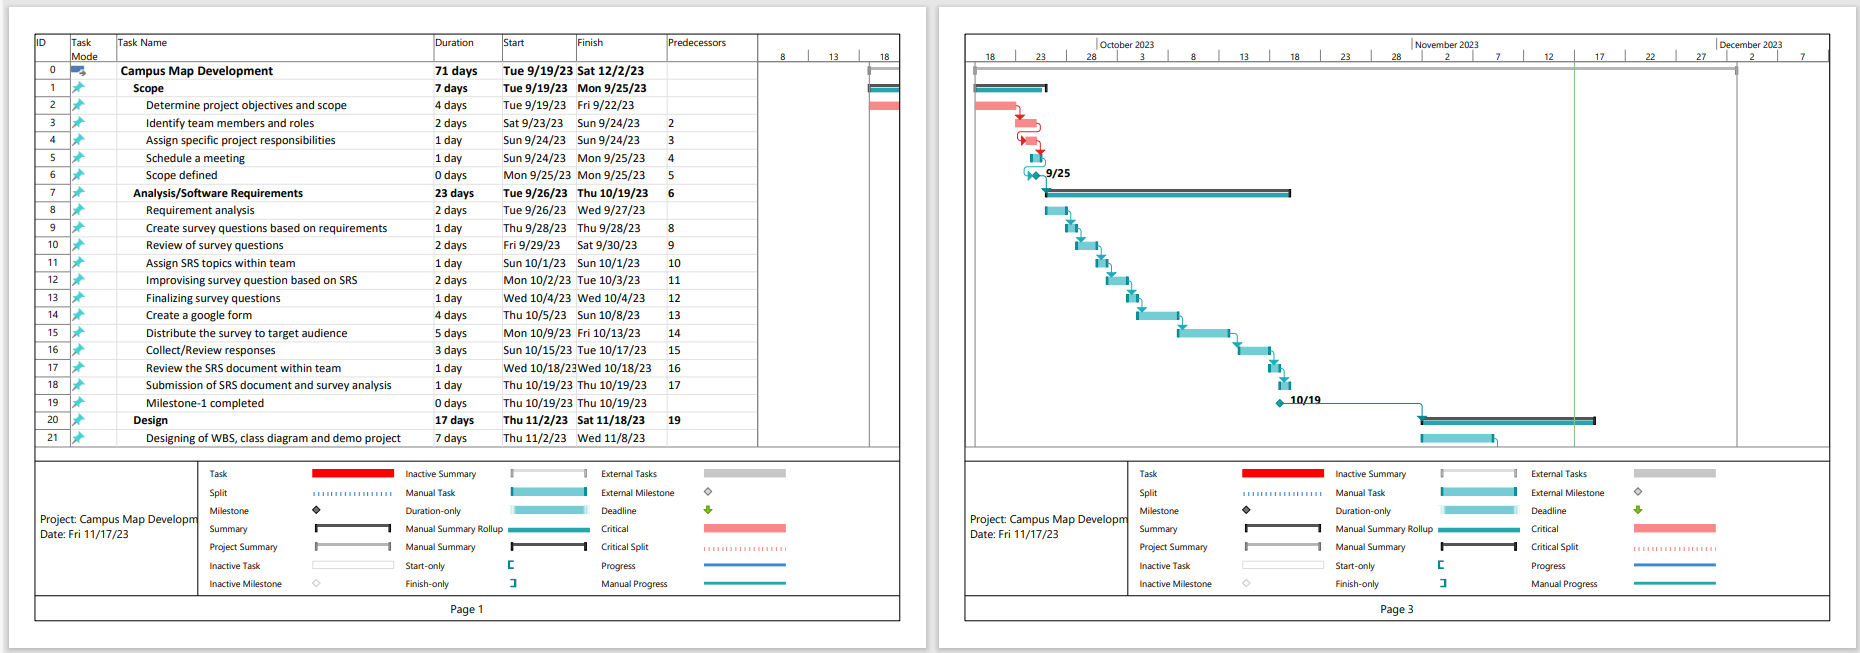 ID Task Mode Task Name Duration Start Finish Predecessors
8 13 18
0 Campus Map Development 71 days Tue 9/19/23 Sat 12/2/23
1 Scope 7 days Tue 9/19/23 Mon 9/25/23
2 Determine project objectives and scope 4 days Tue 9/19/23 Fri 9/22/23
3 Identify team members and roles 2 days Sat 9/23/23 Sun 9/24/23 2
4 Assign specific project responsibilities 1 day Sun 9/24/23 Sun 9/24/23 3
5 Schedule a meeting 1 day Sun 9/24/23 Mon 9/25/23 4
6 Scope defined 0 days Mon 9/25/23 Mon 9/25/23 5
7 Analysis/Software Requirements 23 days Tue 9/26/23 Thu 10/19/23 6
8 Requirement analysis 2 days Tue 9/26/23 Wed 9/27/23
9 Create survey questions based on requirements 1 day Thu 9/28/23 Thu 9/28/23 8
10 Review of survey questions 2 days Fri 9/29/23 Sat 9/30/23 9
11 Assign SRS topics within team 1 day Sun 10/1/23 Sun 10/1/23 10
12 Improvising survey question based on SRS 2 days Mon 10/2/23 Tue 10/3/23 11
13 Finalizing survey questions 1 day Wed 10/4/23 Wed 10/4/23 12
14 Create a google form 4 days Thu 10/5/23 Sun 10/8/23 13
15 Distribute the survey to target audience 5 days Mon 10/9/23 Fri 10/13/23 14
16 Collect/Review responses 3 days Sun 10/15/23 Tue 10/17/23 15
17 Review the SRS document within team 1 day Wed 10/18/23 Wed 10/18/23 16
18 Submission of SRS document and survey analysis 1 day Thu 10/19/23 Thu 10/19/23 17
19 Milestone-1 completed 0 days Thu 10/19/23 Thu 10/19/23
20 Design 17 days Thu 11/2/23 Sat 11/18/23 19
21 Designing of WBS, class diagram and demo project 7 days Thu 11/2/23 Wed 11/8/23
Project: Campus Map Developm
Date: Fri 11/17/23
Task Inactive Summary External Tasks
Split Manual Task External Milestone
Milestone Duration-only Deadline
Summary Manual Summary Rollup Critical
Project Summary Manual Summary Critical Split
Inactive Task Start-only Progress
Inactive Milestone Finish-only Manual Progress
Page 1
October 2023 November 2023 December 2023
18 23 28 3 8 13 18 23 28 2 7 12 17 22 27 2 7
9/25
10/19
Project: Campus Map Developm
Date: Fri 11/17/23
Task Inactive Summary External Tasks
Split Manual Task External Milestone
Milestone Duration-only Deadline
Summary Manual Summary Rollup Critical
Project Summary Manual Summary Critical Split
Inactive Task Start-only Progress
Inactive Milestone Finish-only Manual Progress
Page 3